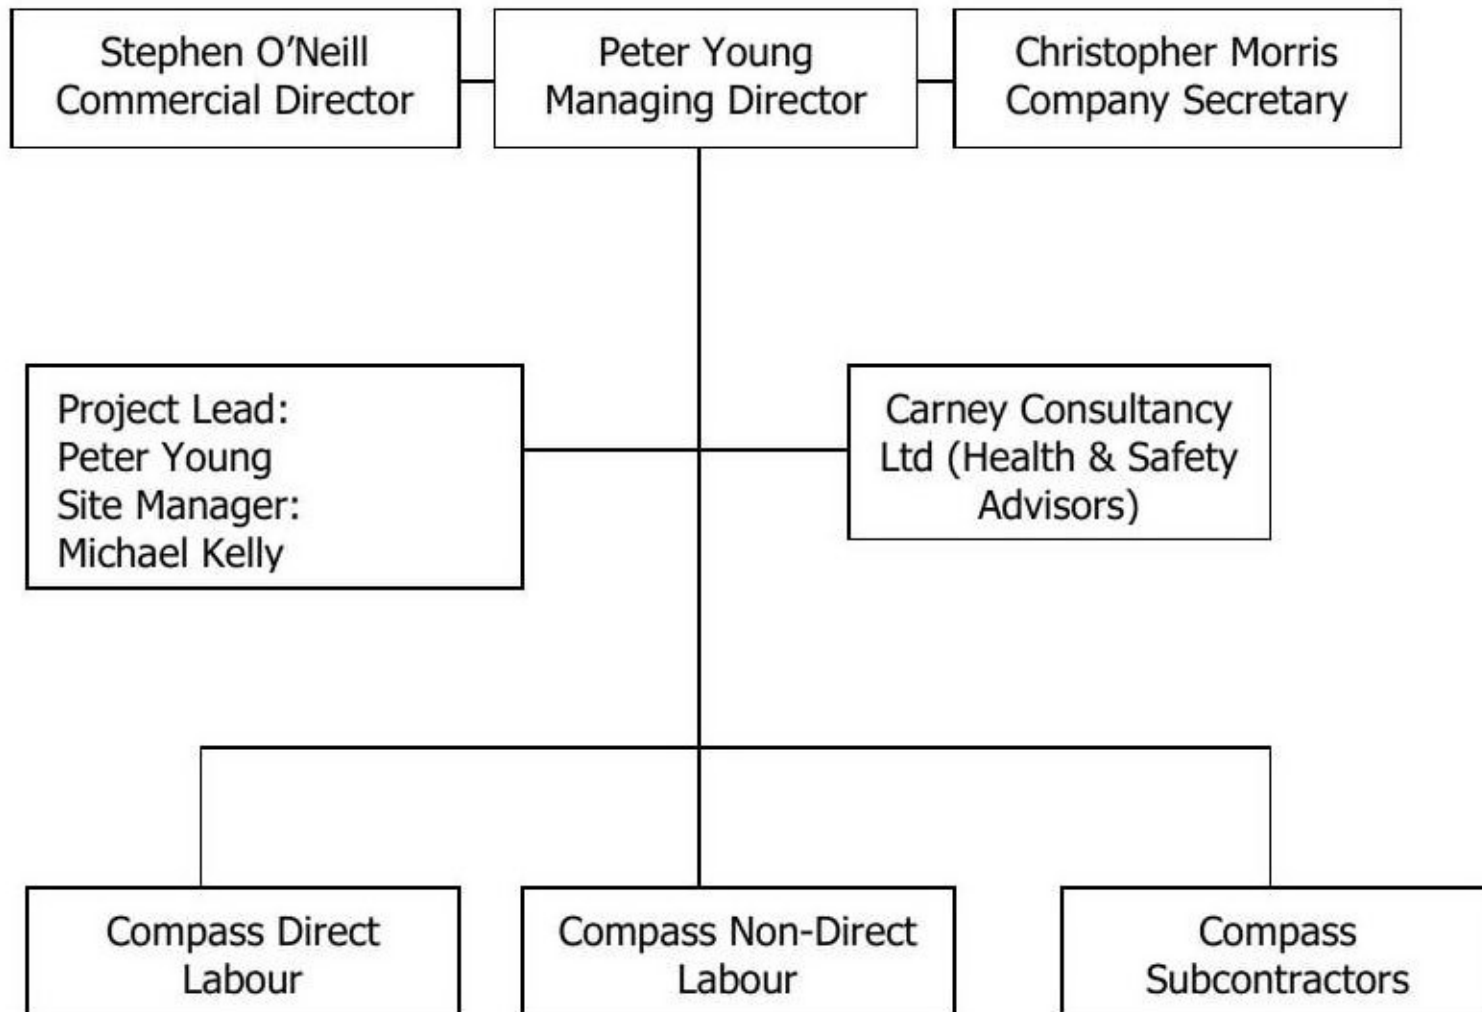 Stephen O’Neill
Commercial Director
Peter Young
Managing Director
Christopher Morris
Company Secretary
Project Lead:
Peter Young
Site Manager:
Michael Kelly
Carney Consultancy
Ltd (Health & Safety
Advisors)
Compass Direct
Labour
Compass Non-Direct
Labour
Compass
Subcontractors